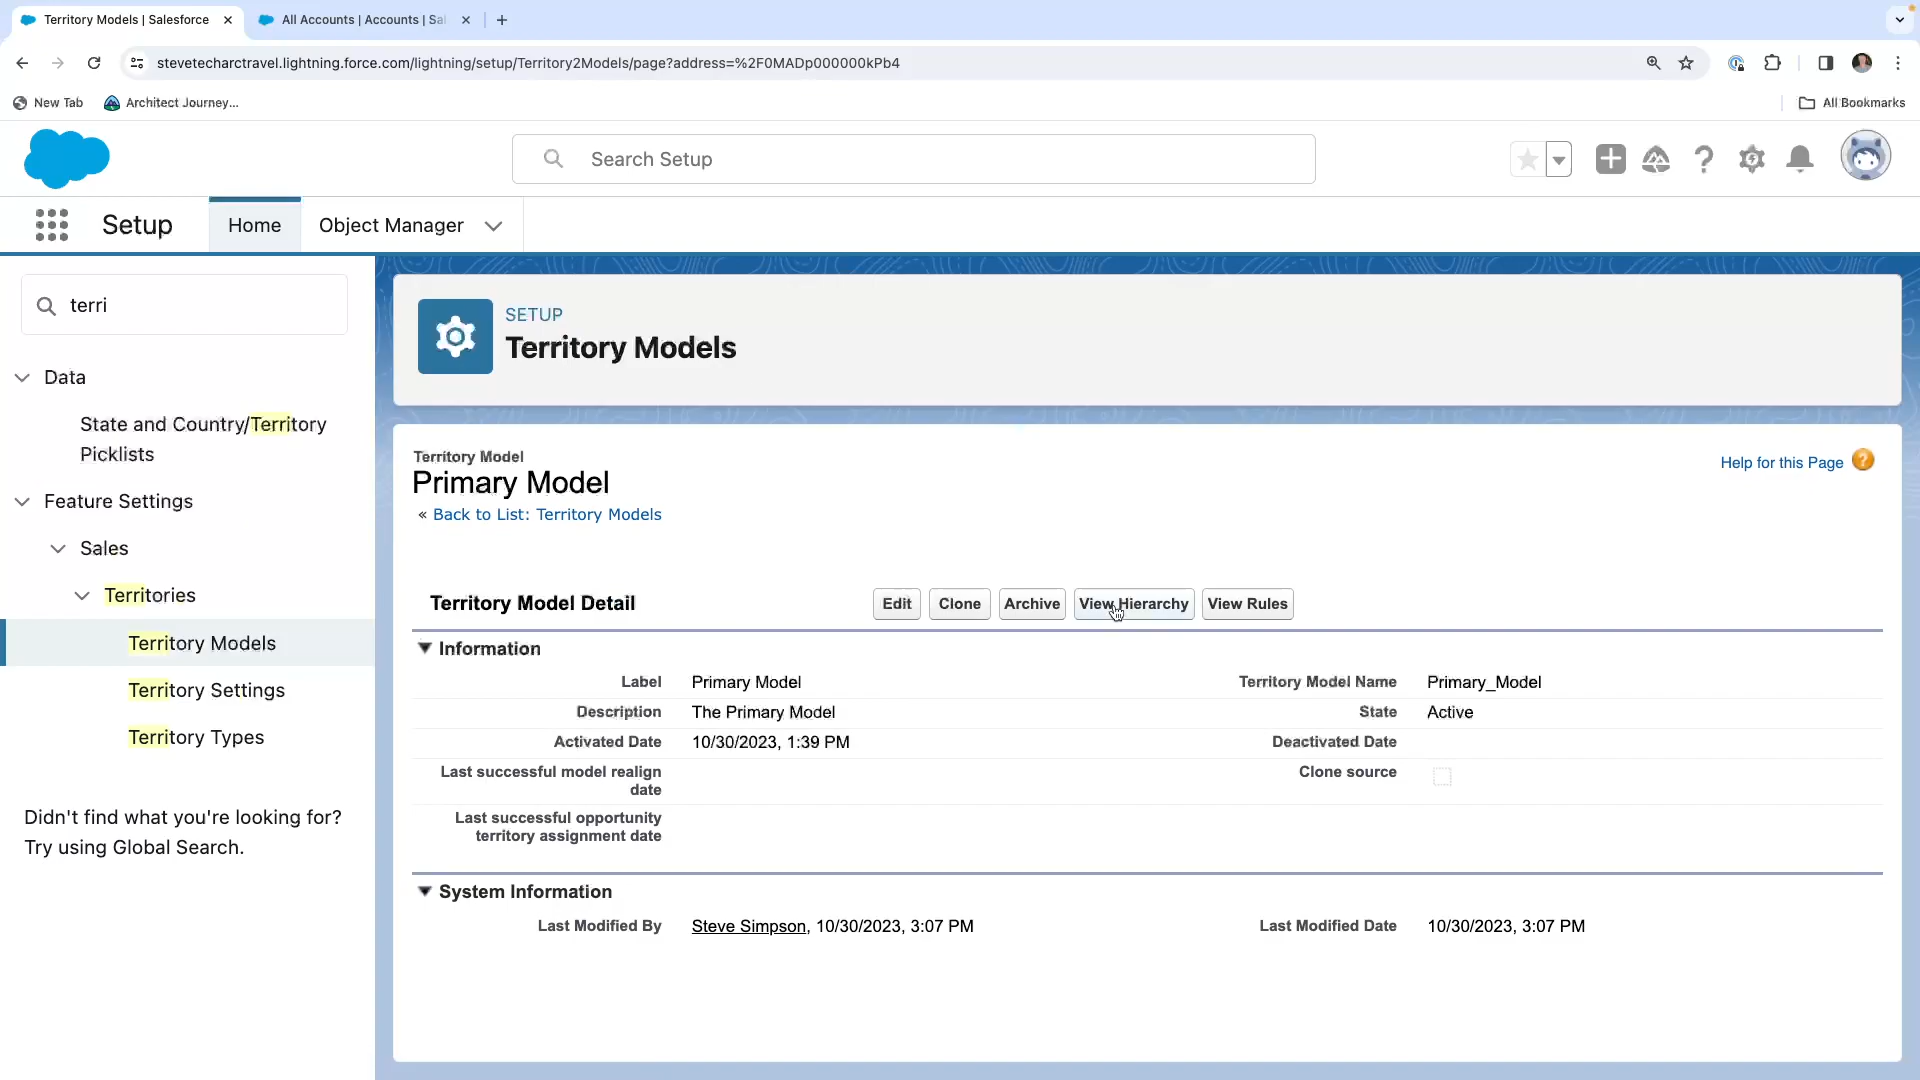 Territory Models | Salesforce
All Accounts | Accounts | Sal
stevetecharctravel.lightning.force.com/lightning/setup/Territory2Models/page?address=%2F0MADp000000kPb4
New Tab
Architect Journey...
All Bookmarks
Search Setup
Setup
Home
Object Manager
terri
Data
State and Country/Territory
Picklists
Feature Settings
Sales
Territories
Territory Models
Territory Settings
Territory Types
Didn't find what you're looking for?
Try using Global Search.
SETUP
Territory Models
Territory Model
Primary Model
« Back to List: Territory Models
Help for this Page ?
Territory Model Detail
Edit
Clone
Archive
View Hierarchy
View Rules
Information
Label Primary Model
Territory Model Name Primary_Model
Description The Primary Model
State Active
Activated Date 10/30/2023, 1:39 PM
Deactivated Date
Last successful model realign
date
Clone source
Last successful opportunity
territory assignment date
System Information
Last Modified By Steve Simpson, 10/30/2023, 3:07 PM
Last Modified Date 10/30/2023, 3:07 PM